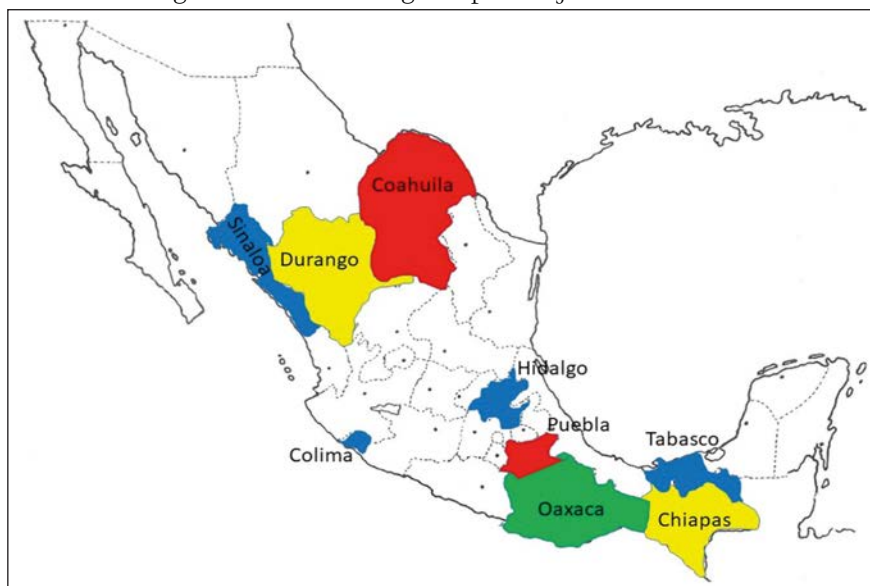 Coahuila
Sinaloa
Durango
Hidalgo
Puebla
Tabasco
Colima
Oaxaca
Chiapas